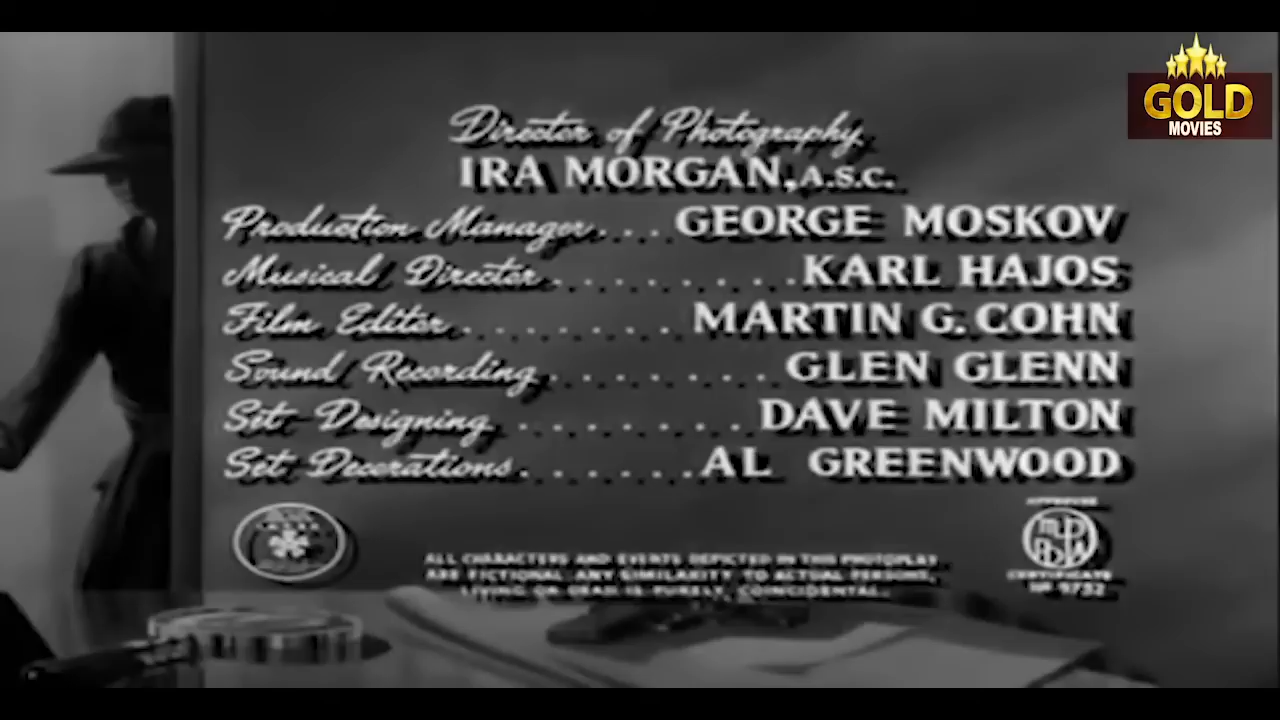 GOLD
MOVIES
Director of Photography
IRA MORGAN, A.S.C.
Production Manager... GEORGE MOSKOV
Musical Director......... KARL HAJOS
Film Editor........ MARTIN G. COHN
Sound Recording........ GLEN GLENN
Set Designing........ DAVE MILTON
Set Decorations....... AL GREENWOOD
ALL CHARACTERS AND EVENTS DEPICTED IN THIS PHOTOPLAY
ARE FICTIONAL. ANY SIMILARITY TO ACTUAL PERSONS,
LIVING OR DEAD IS PURELY COINCIDENTAL.
APPROVED
CERTIFICATE